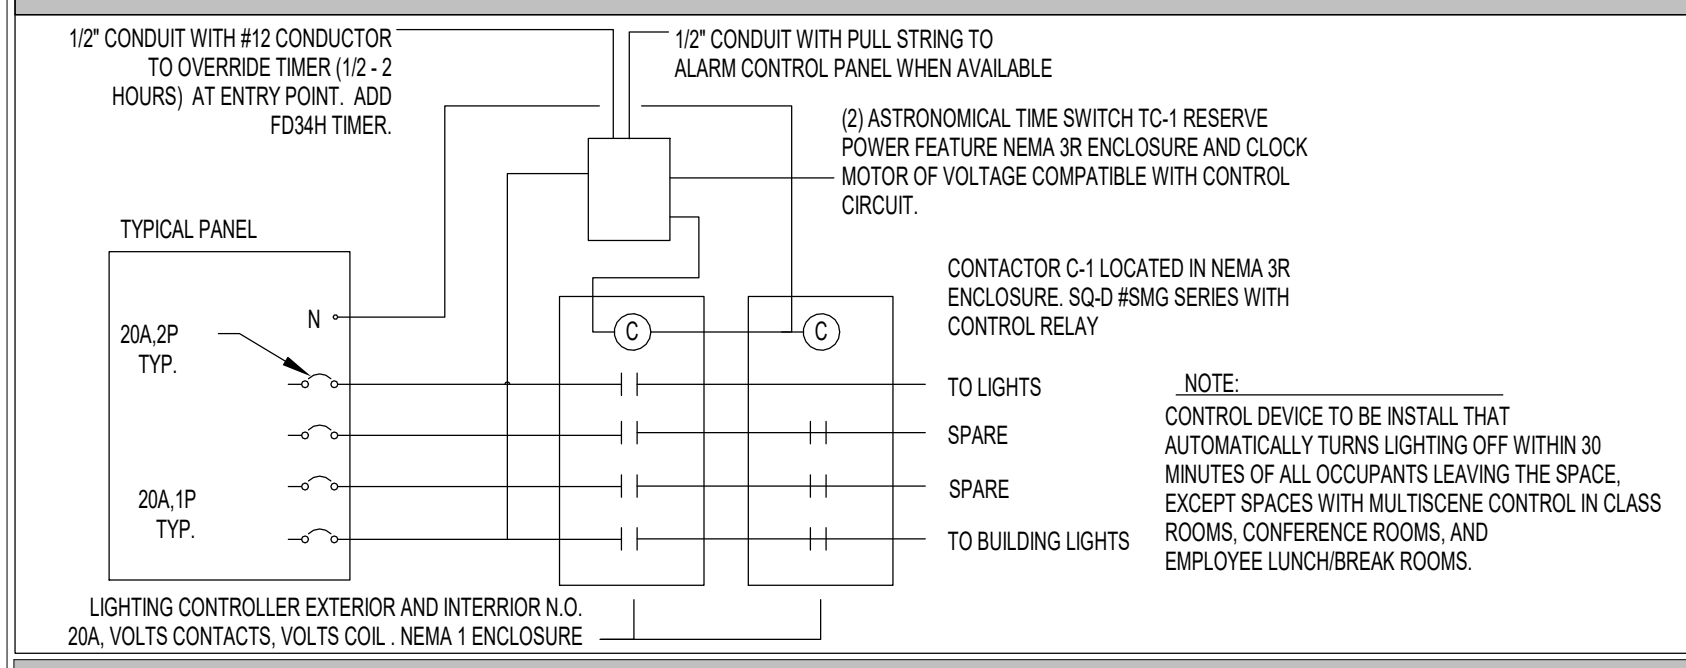 1/2" CONDUIT WITH #12 CONDUCTOR
TO OVERRIDE TIMER (1/2 - 2
HOURS) AT ENTRY POINT. ADD
FD34H TIMER.
1/2" CONDUIT WITH PULL STRING TO
ALARM CONTROL PANEL WHEN AVAILABLE
(2) ASTRONOMICAL TIME SWITCH TC-1 RESERVE
POWER FEATURE NEMA 3R ENCLOSURE AND CLOCK
MOTOR OF VOLTAGE COMPATIBLE WITH CONTROL
CIRCUIT.
TYPICAL PANEL
N
20A,2P
TYP.
20A,1P
TYP.
C
C
CONTACTOR C-1 LOCATED IN NEMA 3R
ENCLOSURE. SQ-D #SMG SERIES WITH
CONTROL RELAY
TO LIGHTS
SPARE
SPARE
TO BUILDING LIGHTS
NOTE:
CONTROL DEVICE TO BE INSTALL THAT
AUTOMATICALLY TURNS LIGHTING OFF WITHIN 30
MINUTES OF ALL OCCUPANTS LEAVING THE SPACE,
EXCEPT SPACES WITH MULTISCENE CONTROL IN CLASS
ROOMS, CONFERENCE ROOMS, AND
EMPLOYEE LUNCH/BREAK ROOMS.
LIGHTING CONTROLLER EXTERIOR AND INTERRIOR N.O.
20A, VOLTS CONTACTS, VOLTS COIL . NEMA 1 ENCLOSURE